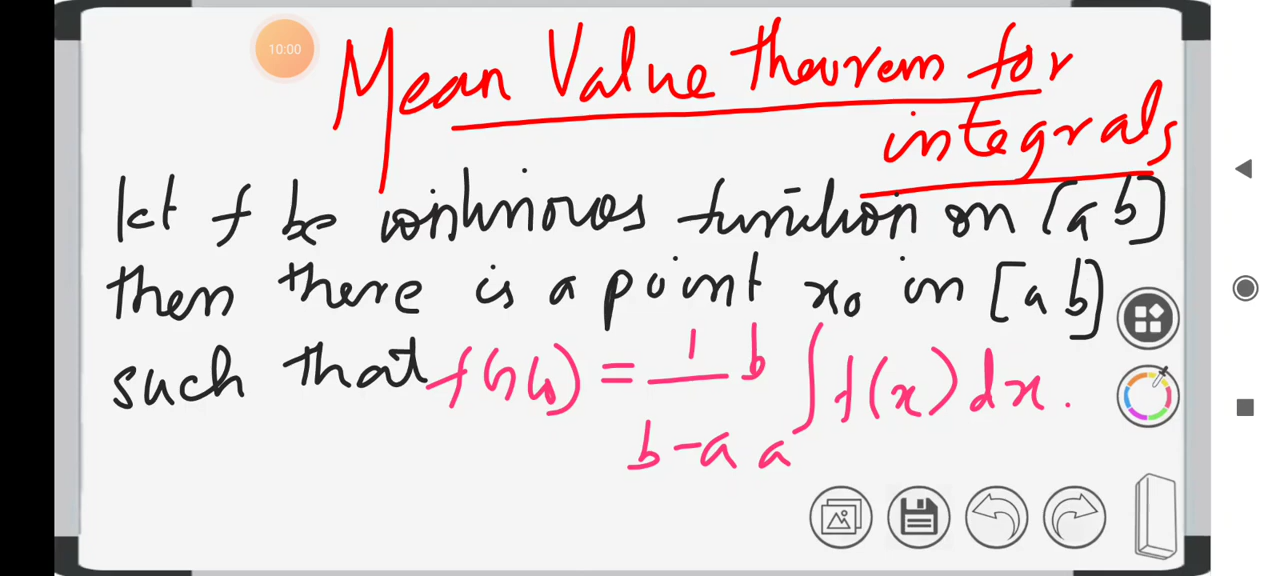 10:00
Mean Value theorem for
integrals
let f be continuous function on [a b]
then there is a point x₀ in [a b]
such that f(x₀) = 1/b-a ∫ₐᵇ f(x) dx.